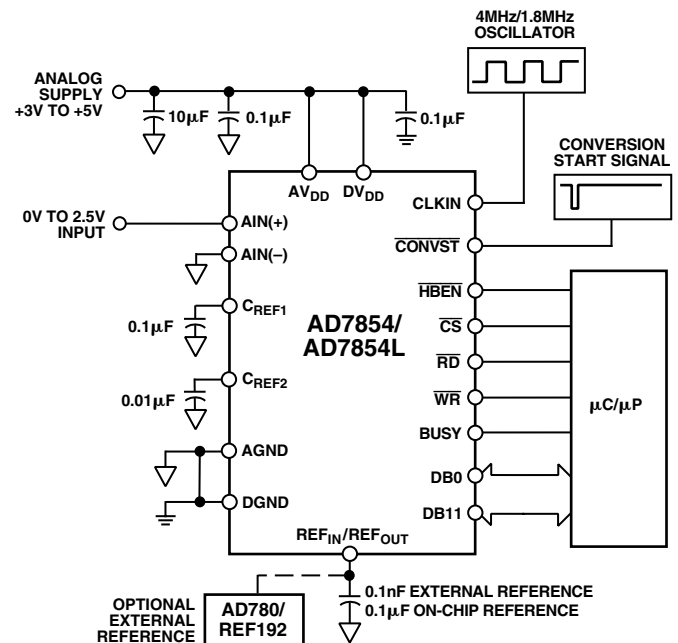 4MHz/1.8MHz
OSCILLATOR
ANALOG
SUPPLY
+3V TO +5V
10µF
0.1µF
0.1µF
CONVERSION
START SIGNAL
AVDD
DVDD
CLKIN
0V TO 2.5V
INPUT
AIN(+)
CONVST
AIN(–)
HBEN
CREF1
AD7854/
AD7854L
CS
0.1µF
RD
CREF2
WR
µC/µP
0.01µF
BUSY
AGND
DB0
DGND
DB11
REFIN/REFOUT
OPTIONAL
EXTERNAL
REFERENCE
AD780/
REF192
0.1nF EXTERNAL REFERENCE
0.1µF ON-CHIP REFERENCE